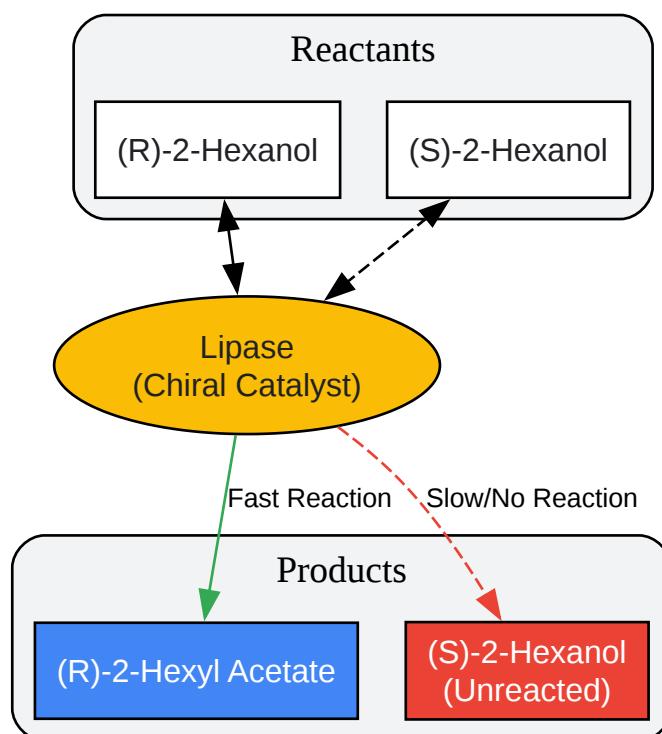 Reactants
(R)-2-Hexanol
(S)-2-Hexanol
Lipase
(Chiral Catalyst)
Fast Reaction
Slow/No Reaction
Products
(R)-2-Hexyl Acetate
(S)-2-Hexanol
(Unreacted)